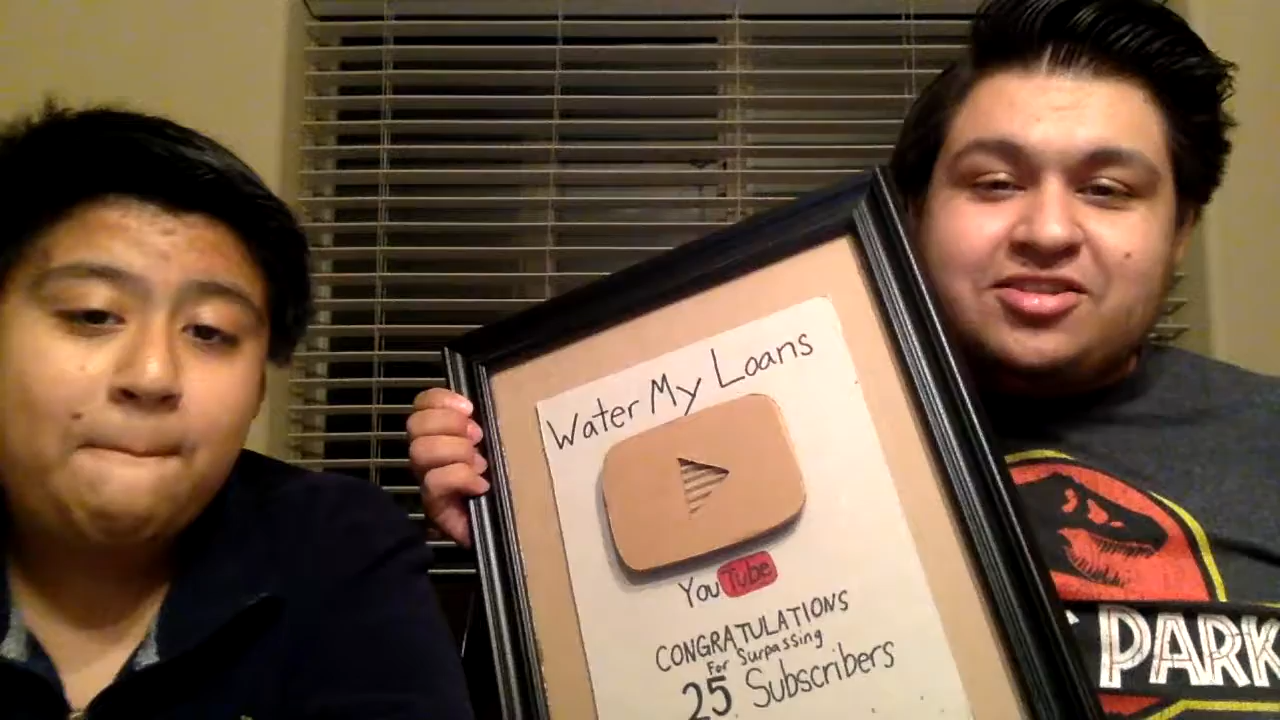 Water My Loans
YouTube
CONGRATULATIONS
For Surpassing
25 Subscribers
PARK